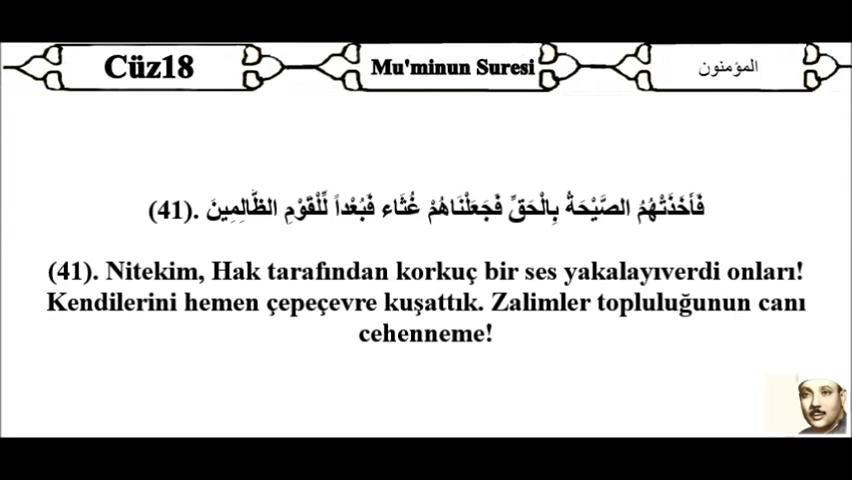 Cüz18 Mu'minun Suresi المؤمنون
فَأَخَذَتْهُمُ الصَّيْحَةُ بِالْحَقِّ فَجَعَلْنَاهُمْ غُثَاء فَبُعْداً لِّلْقَوْمِ الظَّالِمِينَ .(41)
(41). Nitekim, Hak tarafından korkuç bir ses yakalayıverdi onları!
Kendilerini hemen çepeçevre kuşattık. Zalimler topluluğunun canı
cehenneme!